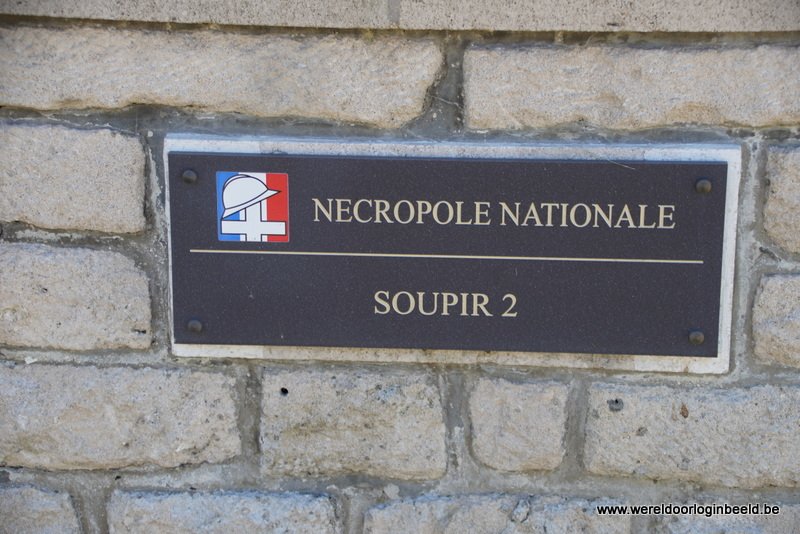 NECROPOLE NATIONALE
SOUPIR 2
www.wereldoorloginbeeld.be